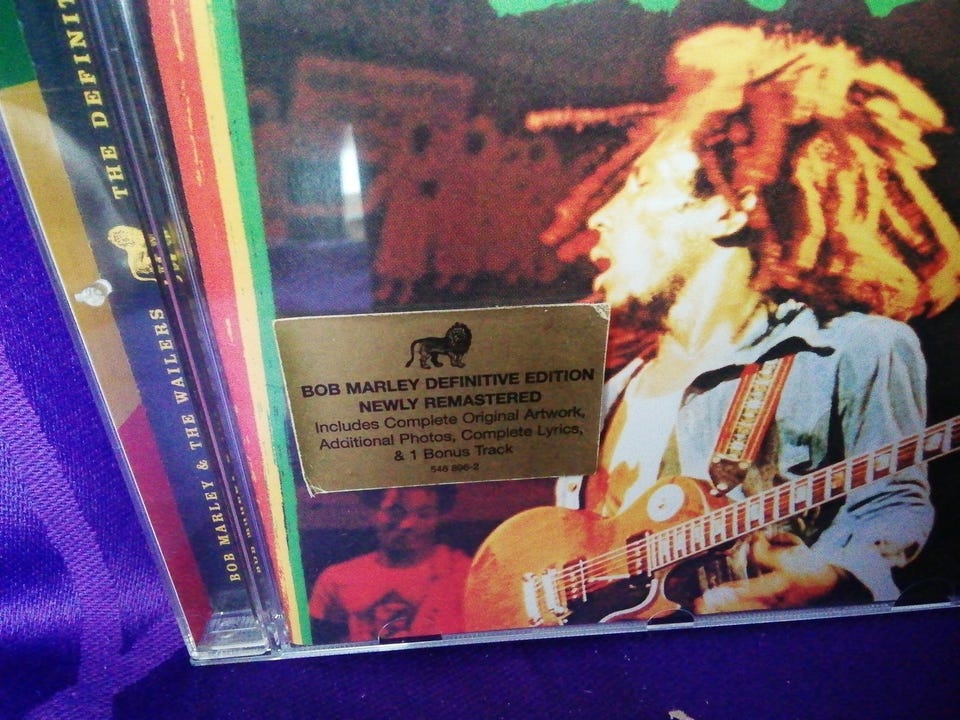 THE DEFINIT
BOB MARLEY & THE WAILERS
BOB MARLEY DEFINITIVE EDITION
NEWLY REMASTERED
Includes Complete Original Artwork,
Additional Photos, Complete Lyrics,
& 1 Bonus Track
548 896-2